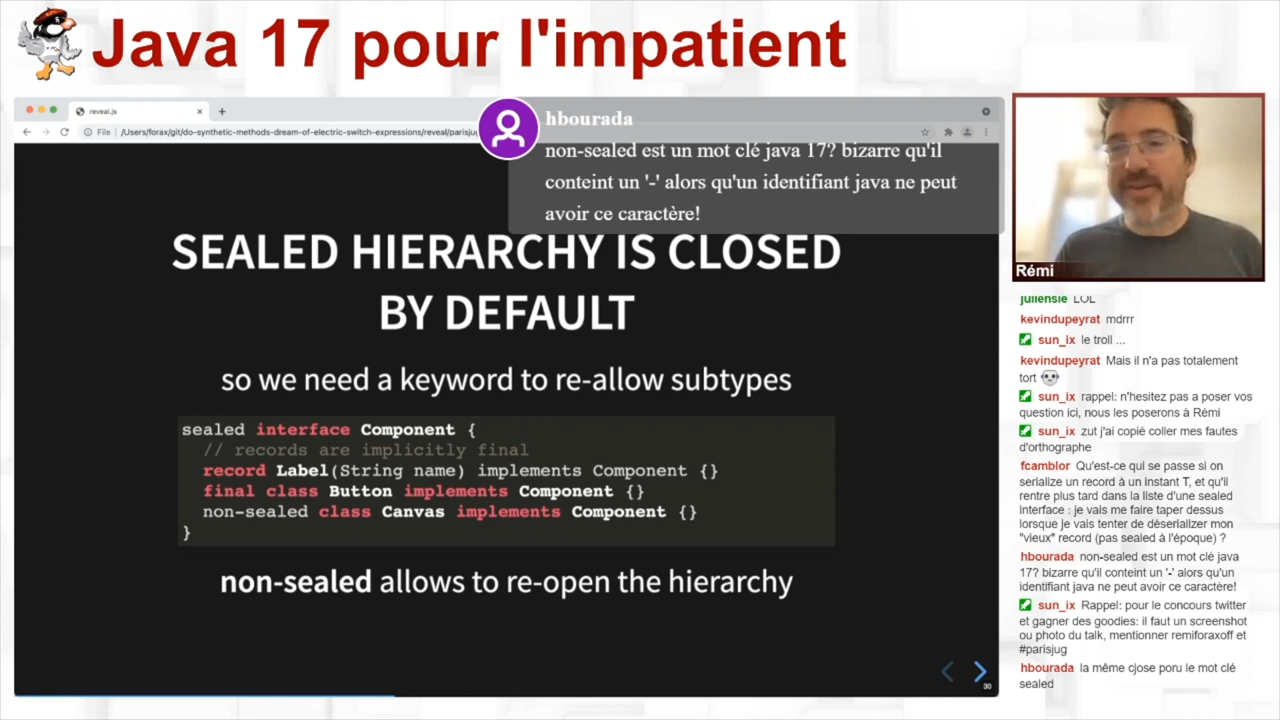 Java 17 pour l'impatient
reveal.js
File | /Users/forax/git/do-synthetic-methods-dream-of-electric-switch-expressions/reveal/parisjug
hbourada
non-sealed est un mot clé java 17? bizarre qu'il
conteint un '-' alors qu'un identifiant java ne peut
avoir ce caractère!
SEALED HIERARCHY IS CLOSED
BY DEFAULT
so we need a keyword to re-allow subtypes
sealed interface Component {
// records are implicitly final
record Label(String name) implements Component {}
final class Button implements Component {}
non-sealed class Canvas implements Component {}
}
non-sealed allows to re-open the hierarchy
30
Rémi
juliensie LOL
kevindupeyrat mdrrr
sun_ix le troll ...
kevindupeyrat Mais il n'a pas totalement
tort
sun_ix rappel: n'hesitez pas a poser vos
question ici, nous les poserons à Rémi
sun_ix zut j'ai copié coller mes fautes
d'orthographe
fcamblor Qu'est-ce qui se passe si on
serialize un record à un instant T, et qu'il
rentre plus tard dans la liste d'une sealed
interface : je vais me faire taper dessus
lorsque je vais tenter de déserializer mon
"vieux" record (pas sealed à l'époque) ?
hbourada non-sealed est un mot clé java
17? bizarre qu'il conteint un '-' alors qu'un
identifiant java ne peut avoir ce caractère!
sun_ix Rappel: pour le concours twitter
et gagner des goodies: il faut un screenshot
ou photo du talk, mentionner remiforaxoff et
#parisjug
hbourada la même cjose poru le mot clé
sealed